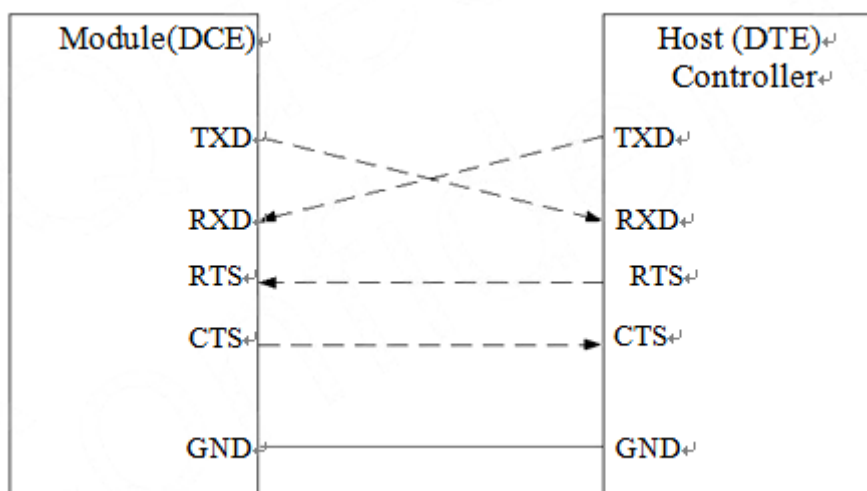 Module(DCE)↵
Host (DTE)↵
Controller↵
TXD↵
TXD↵
RXD↵
RXD↵
RTS↵
RTS↵
CTS↵
CTS↵
GND↵
GND↵